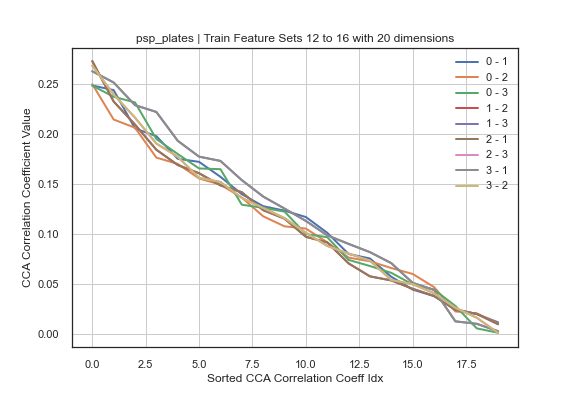 psp_plates | Train Feature Sets 12 to 16 with 20 dimensions
CCA Correlation Coefficient Value
0.25
0.20
0.15
0.10
0.05
0.00
0 - 1
0 - 2
0 - 3
1 - 2
1 - 3
2 - 1
2 - 3
3 - 1
3 - 2
0.0 2.5 5.0 7.5 10.0 12.5 15.0 17.5
Sorted CCA Correlation Coeff Idx